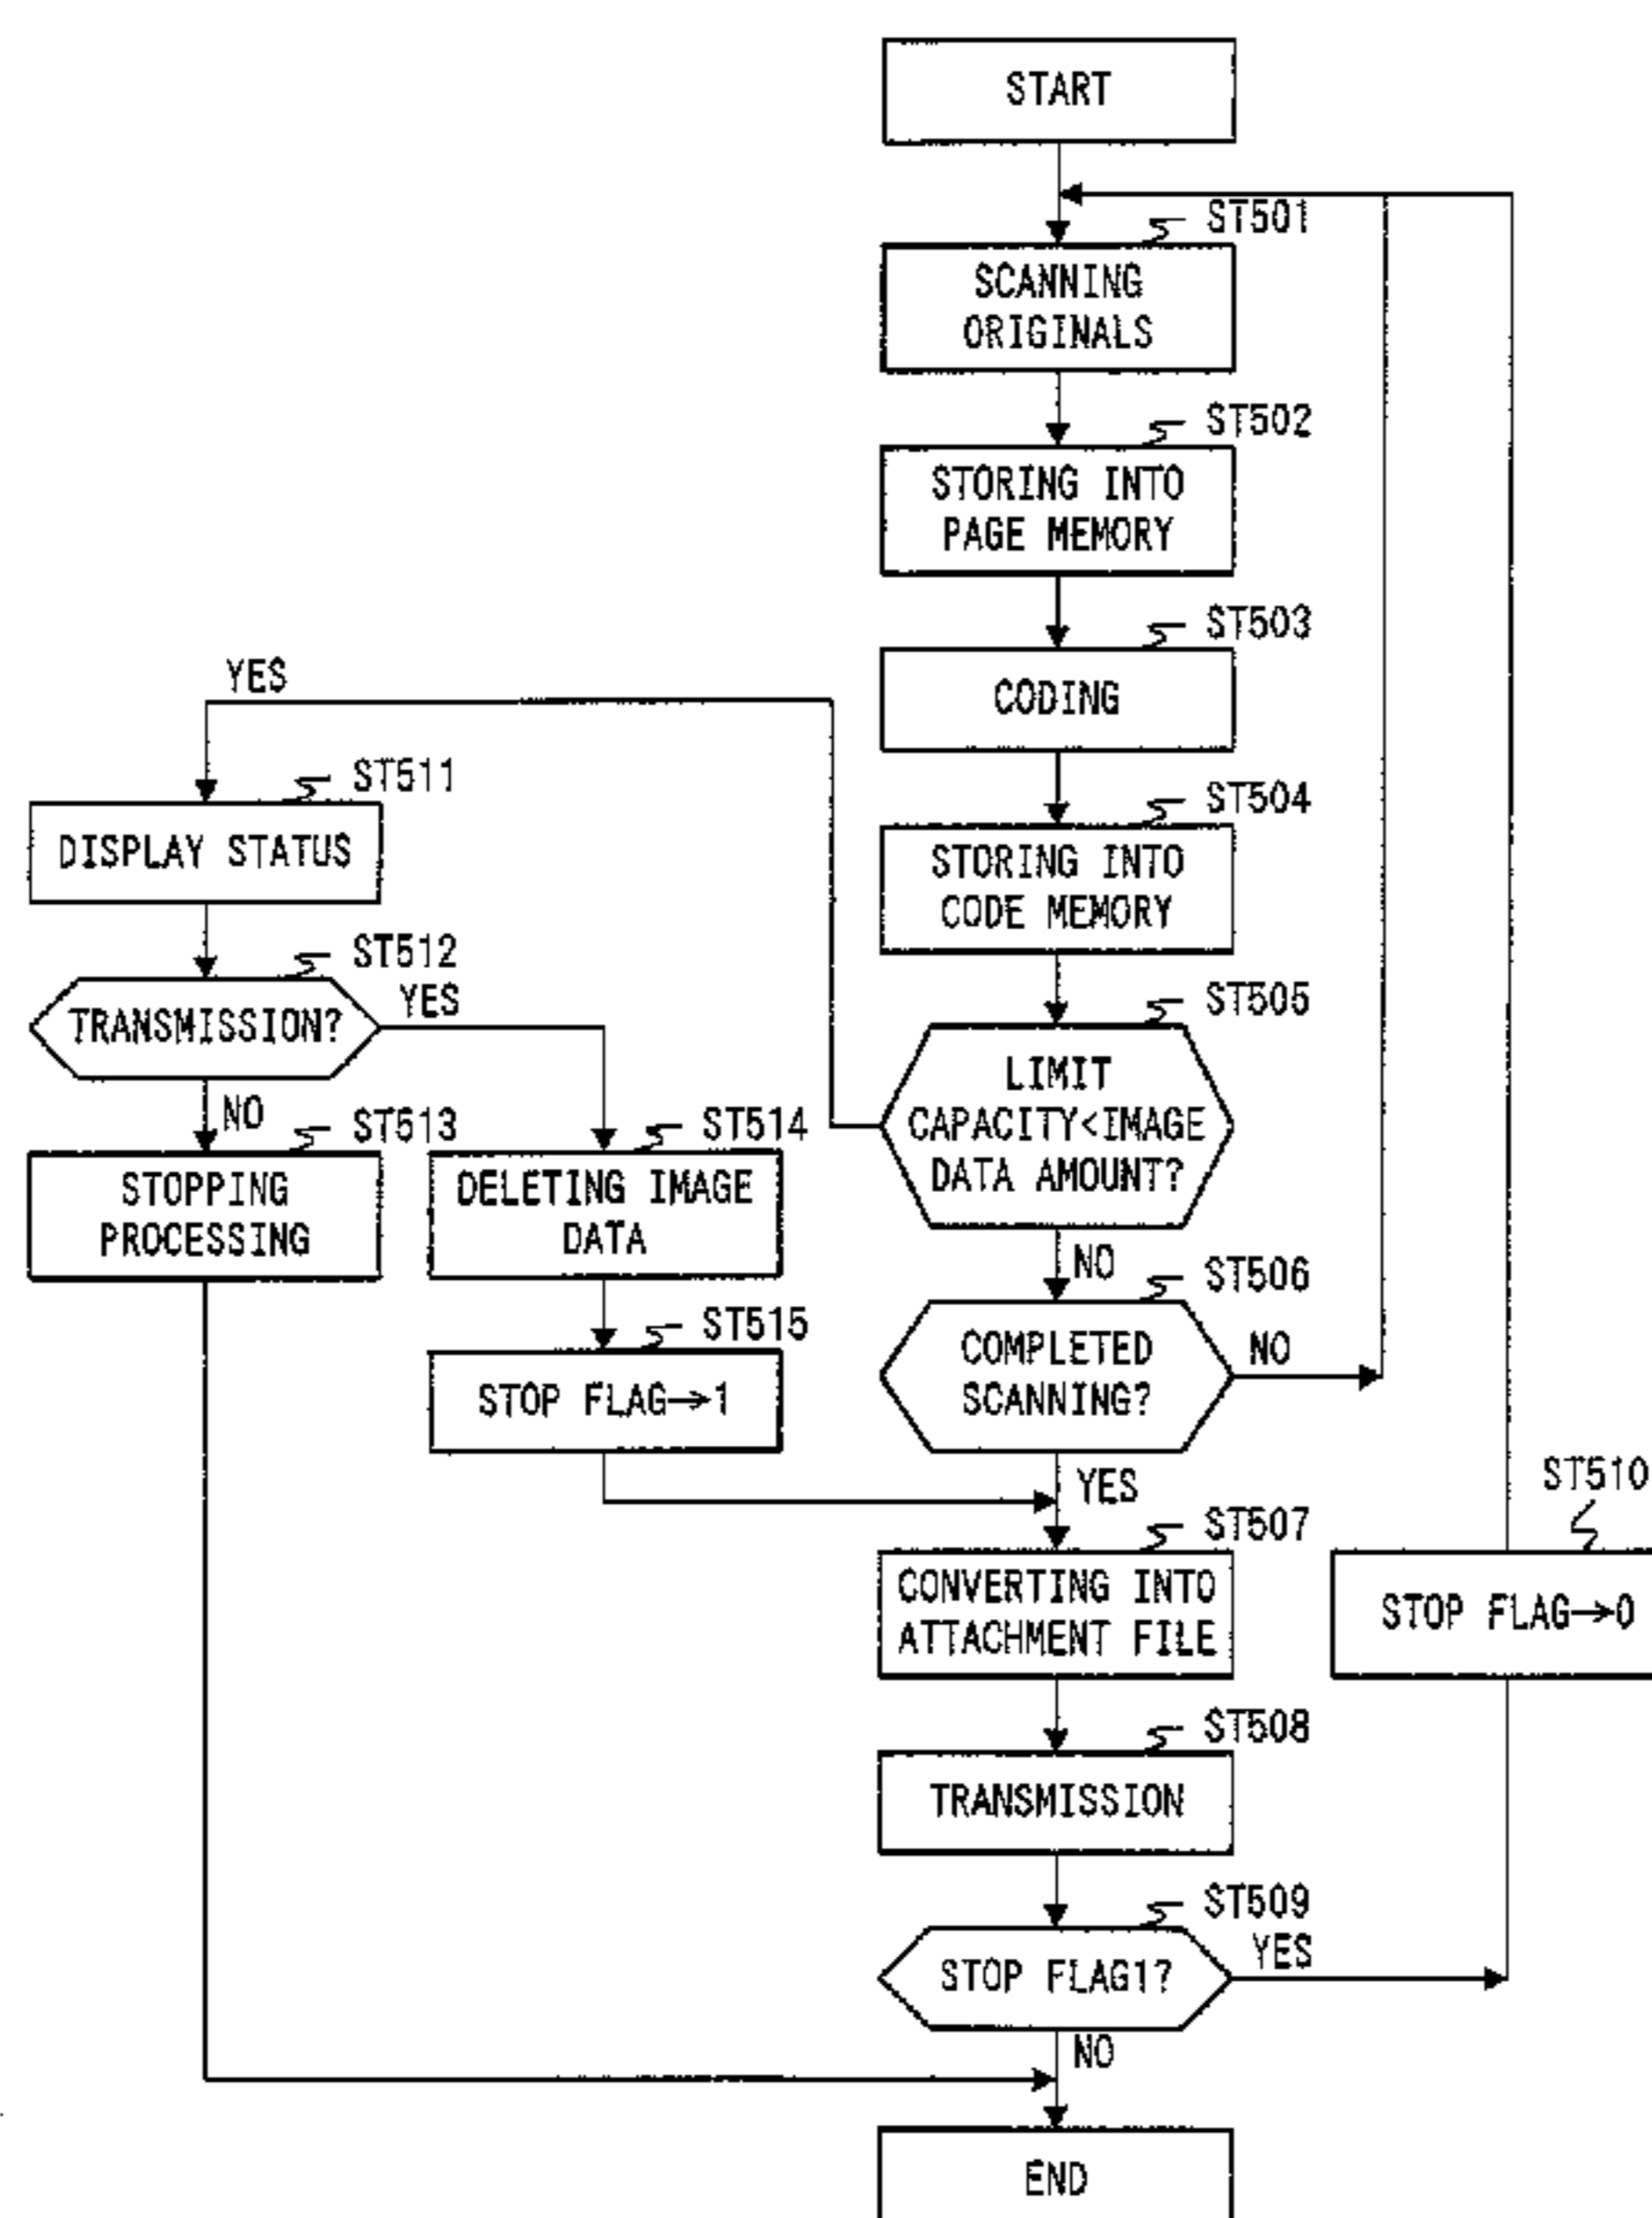 START
ST501
SCANNING
ORIGINALS
ST502
STORING INTO
PAGE MEMORY
ST503
CODING
ST504
STORING INTO
CODE MEMORY
ST505
LIMIT
CAPACITY<IMAGE
DATA AMOUNT?
YES
NO
ST511
DISPLAY STATUS
ST512
TRANSMISSION?
YES
NO
ST513
STOPPING
PROCESSING
ST514
DELETING IMAGE
DATA
ST515
STOP FLAG→1
ST506
COMPLETED
SCANNING?
NO
YES
ST507
CONVERTING INTO
ATTACHMENT FILE
ST510
STOP FLAG→0
ST508
TRANSMISSION
ST509
STOP FLAG1?
YES
NO
END